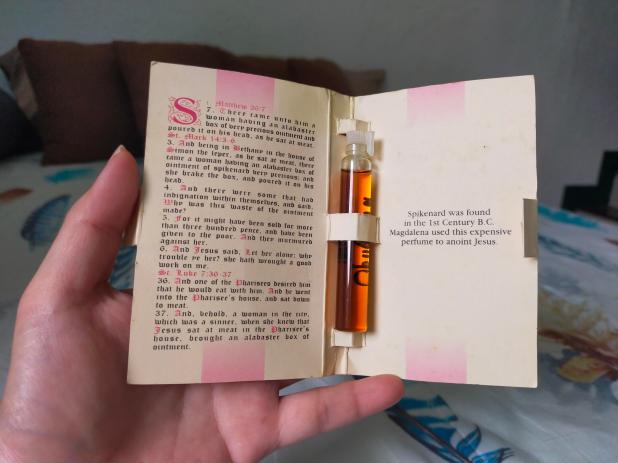 St. Matthew 26:7
7. There came unto him a
woman having an alabaster
box of very precious ointment and
poured it on his head, as he sat at meat.
St. Mark 14:3-6
3. And being in Bethany in the house of
Simon the leper, as he sat at meat, there
came a woman having an alabaster box of
ointment of spikenard very precious; and
she brake the box, and poured it on his
head.
4. And there were some that had
indignation within themselves, and said,
Why was this waste of the ointment
made?
5. For it might have been sold for more
than three hundred pence, and have been
given to the poor. And they murmured
against her.
6. And Jesus said, Let her alone; why
trouble ye her? she hath wrought a good
work on me.
St. Luke 7:36-37
36. And one of the Pharisees desired him
that he would eat with him. And he went
into the Pharisee's house, and sat down
to meat.
37. And, behold, a woman in the city,
which was a sinner, when she knew that
Jesus sat at meat in the Pharisee's
house, brought an alabaster box of
ointment.
Spikenard was found
in the 1st Century B.C.
Magdalena used this expensive
perfume to anoint Jesus.